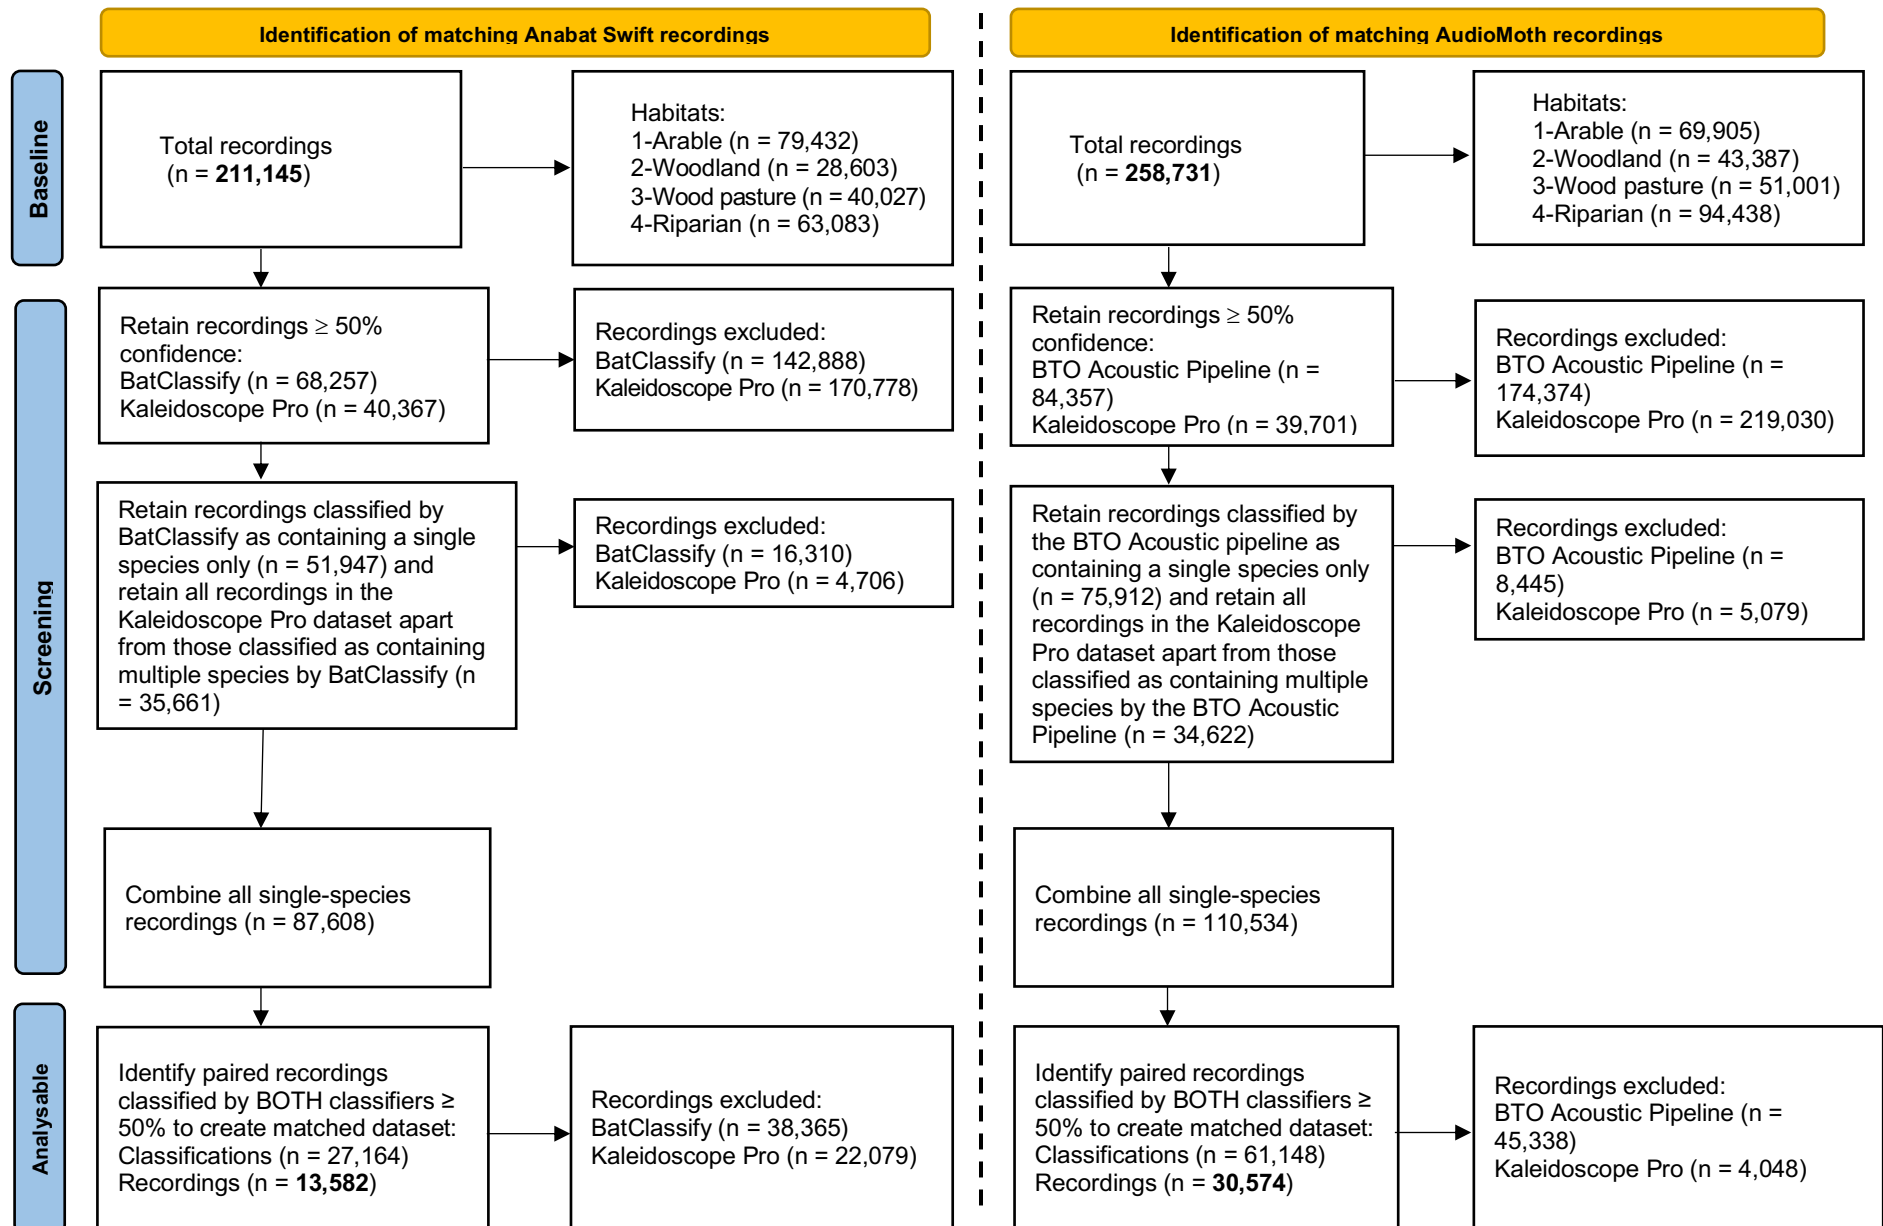 Identification of matching Anabat Swift recordings
Baseline
Total recordings
(n = 211,145)
Habitats:
1-Arable (n = 79,432)
2-Woodland (n = 28,603)
3-Wood pasture (n = 40,027)
4-Riparian (n = 63,083)
Screening
Retain recordings ≥ 50%
confidence:
BatClassify (n = 68,257)
Kaleidoscope Pro (n = 40,367)
Recordings excluded:
BatClassify (n = 142,888)
Kaleidoscope Pro (n = 170,778)
Retain recordings classified by
BatClassify as containing a single
species only (n = 51,947) and
retain all recordings in the
Kaleidoscope Pro dataset apart
from those classified as containing
multiple species by BatClassify (n
= 35,661)
Recordings excluded:
BatClassify (n = 16,310)
Kaleidoscope Pro (n = 4,706)
Combine all single-species
recordings (n = 87,608)
Analysable
Identify paired recordings
classified by BOTH classifiers ≥
50% to create matched dataset:
Classifications (n = 27,164)
Recordings (n = 13,582)
Recordings excluded:
BatClassify (n = 38,365)
Kaleidoscope Pro (n = 22,079)
Identification of matching AudioMoth recordings
Total recordings
(n = 258,731)
Habitats:
1-Arable (n = 69,905)
2-Woodland (n = 43,387)
3-Wood pasture (n = 51,001)
4-Riparian (n = 94,438)
Retain recordings ≥ 50%
confidence:
BTO Acoustic Pipeline (n =
84,357)
Kaleidoscope Pro (n = 39,701)
Recordings excluded:
BTO Acoustic Pipeline (n =
174,374)
Kaleidoscope Pro (n = 219,030)
Retain recordings classified by
the BTO Acoustic pipeline as
containing a single species only
(n = 75,912) and retain all
recordings in the Kaleidoscope
Pro dataset apart from those
classified as containing multiple
species by the BTO Acoustic
Pipeline (n = 34,622)
Recordings excluded:
BTO Acoustic Pipeline (n =
8,445)
Kaleidoscope Pro (n = 5,079)
Combine all single-species
recordings (n = 110,534)
Identify paired recordings
classified by BOTH classifiers ≥
50% to create matched dataset:
Classifications (n = 61,148)
Recordings (n = 30,574)
Recordings excluded:
BTO Acoustic Pipeline (n =
45,338)
Kaleidoscope Pro (n = 4,048)